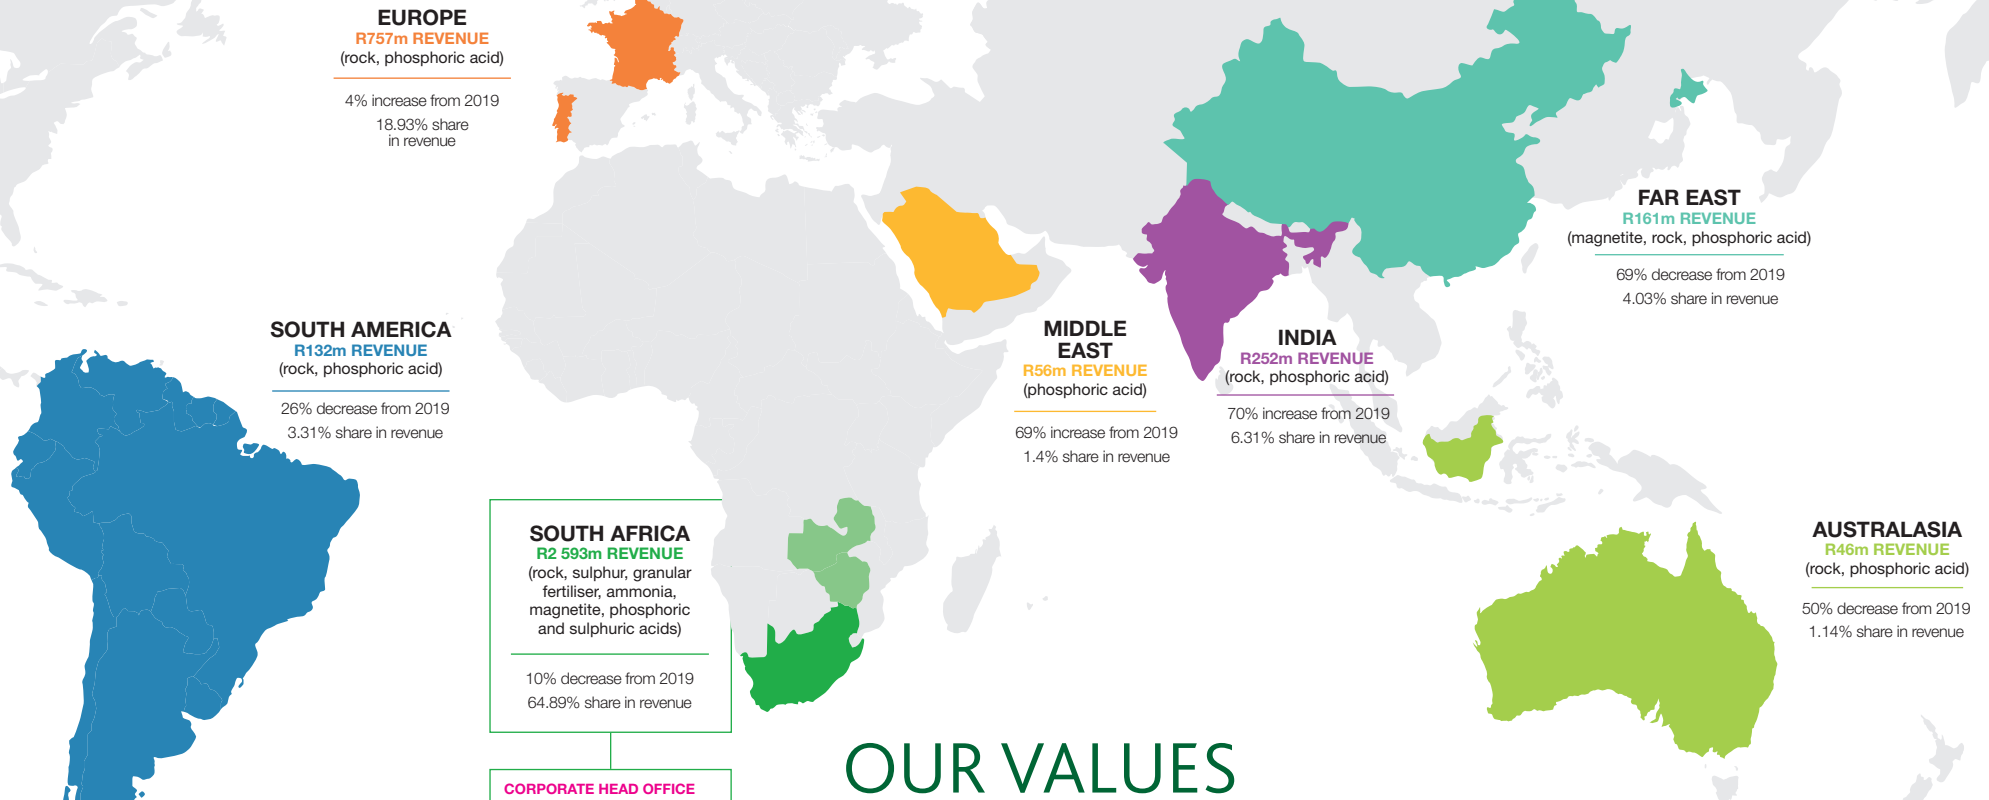 EUROPE
R757m REVENUE
(rock, phosphoric acid)
4% increase from 2019
18.93% share
in revenue
SOUTH AMERICA
R132m REVENUE
(rock, phosphoric acid)
26% decrease from 2019
3.31% share in revenue
SOUTH AFRICA
R2 593m REVENUE
(rock, sulphur, granular
fertiliser, ammonia,
magnetite, phosphoric
and sulphuric acids)
10% decrease from 2019
64.89% share in revenue
CORPORATE HEAD OFFICE
MIDDLE
EAST
R56m REVENUE
(phosphoric acid)
69% increase from 2019
1.4% share in revenue
INDIA
R252m REVENUE
(rock, phosphoric acid)
70% increase from 2019
6.31% share in revenue
FAR EAST
R161m REVENUE
(magnetite, rock, phosphoric acid)
69% decrease from 2019
4.03% share in revenue
AUSTRALASIA
R46m REVENUE
(rock, phosphoric acid)
50% decrease from 2019
1.14% share in revenue
OUR VALUES